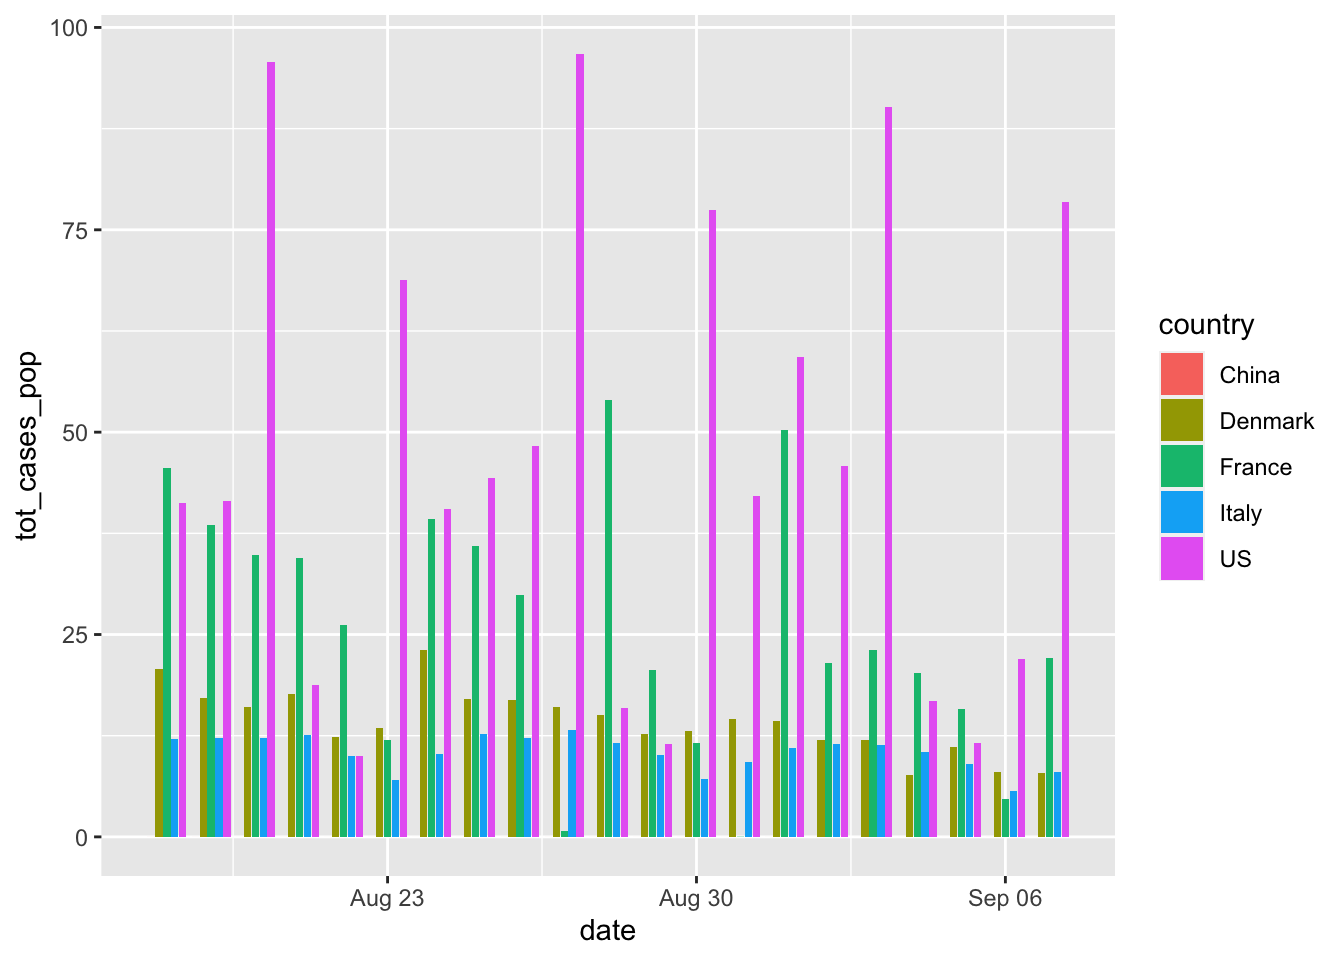 100
75
50
25
0
tot_cases_pop
Aug 23
Aug 30
Sep 06
date
country
China
Denmark
France
Italy
US